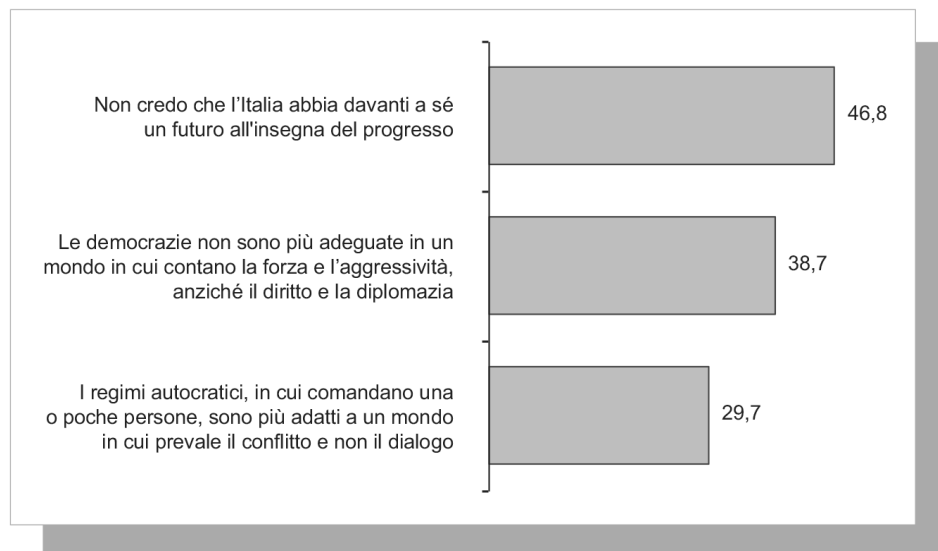 Non credo che l’Italia abbia davanti a sé
un futuro all'insegna del progresso
46,8
Le democrazie non sono più adeguate in un
mondo in cui contano la forza e l’aggressività,
anziché il diritto e la diplomazia
38,7
I regimi autocratici, in cui comandano una
o poche persone, sono più adatti a un mondo
in cui prevale il conflitto e non il dialogo
29,7